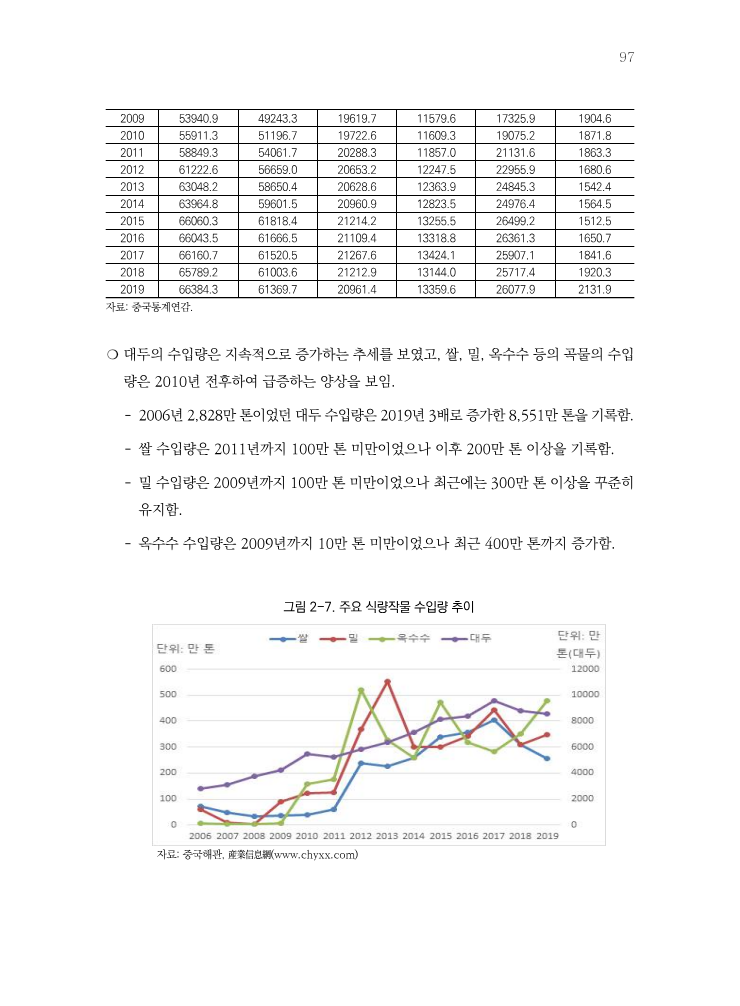 97
2009 53940.9 49243.3 19619.7 11579.6 17325.9 1904.6
2010 55911.3 51196.7 19722.6 11609.3 19075.2 1871.8
2011 58849.3 54061.7 20288.3 11857.0 21131.6 1863.3
2012 61222.6 56659.0 20653.2 12247.5 22955.9 1680.6
2013 63048.2 58650.4 20628.6 12363.9 24845.3 1542.4
2014 63964.8 59601.5 20960.9 12823.5 24976.4 1564.5
2015 66060.3 61818.4 21214.2 13255.5 26499.2 1512.5
2016 66043.5 61666.5 21109.4 13318.8 26361.3 1650.7
2017 66160.7 61520.5 21267.6 13424.1 25907.1 1841.6
2018 65789.2 61003.6 21212.9 13144.0 25717.4 1920.3
2019 66384.3 61369.7 20961.4 13359.6 26077.9 2131.9
자료: 중국통계연감.
❍ 대두의 수입량은 지속적으로 증가하는 추세를 보였고, 쌀, 밀, 옥수수 등의 곡물의 수입
량은 2010년 전후하여 급증하는 양상을 보임.
- 2006년 2,828만 톤이었던 대두 수입량은 2019년 3배로 증가한 8,551만 톤을 기록함.
- 쌀 수입량은 2011년까지 100만 톤 미만이었으나 이후 200만 톤 이상을 기록함.
- 밀 수입량은 2009년까지 100만 톤 미만이었으나 최근에는 300만 톤 이상을 꾸준히
유지함.
- 옥수수 수입량은 2009년까지 10만 톤 미만이었으나 최근 400만 톤까지 증가함.
그림 2-7. 주요 식량작물 수입량 추이
쌀 밀 옥수수 대두
단위: 만 톤
단위: 만
톤(대두)
600 12000
500 10000
400 8000
300 6000
200 4000
100 2000
0 0
2006 2007 2008 2009 2010 2011 2012 2013 2014 2015 2016 2017 2018 2019
자료: 중국해관, 産業信息網(www.chyxx.com)